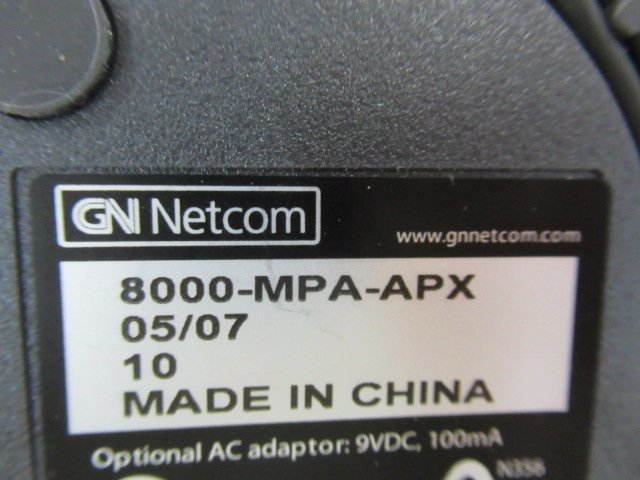 GN Netcom
www.gnnetcom.com
8000-MPA-APX
05/07
10
MADE IN CHINA
Optional AC adaptor: 9VDC, 100mA
N356